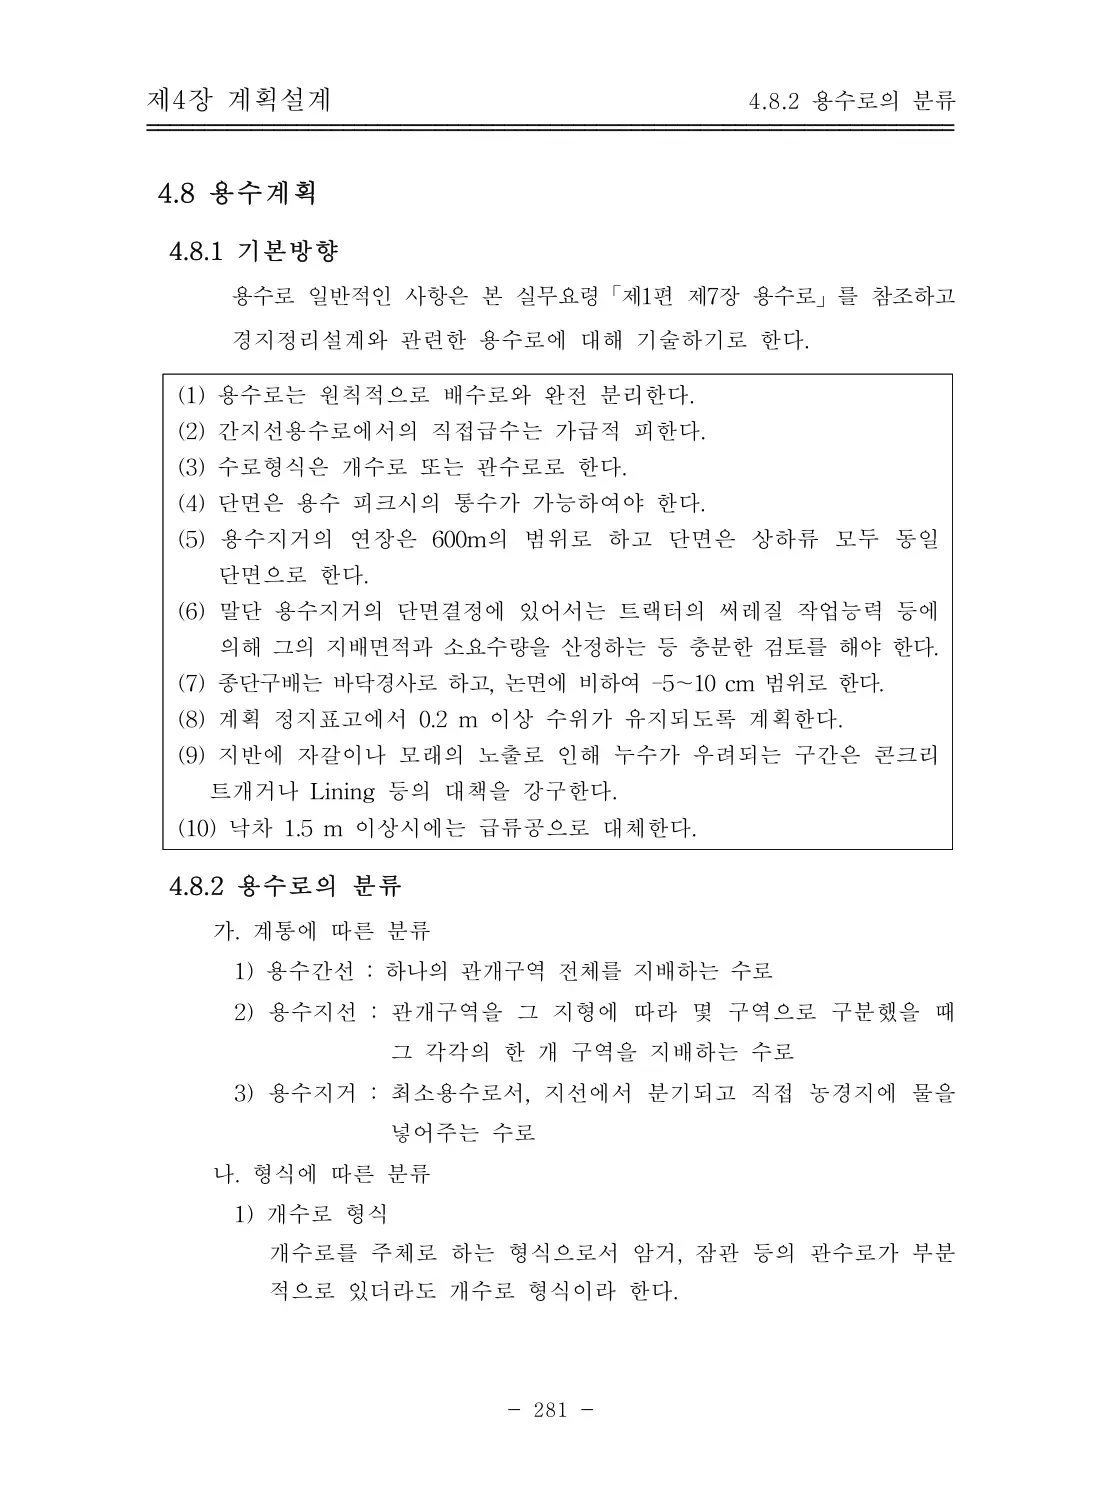 제4장 계획설계
4.8.2 용수로의 분류
4.8 용수계획
4.8.1 기본방향
용수로 일반적인 사항은 본 실무요령「제1편 제7장 용수로」를 참조하고
경지정리설계와 관련한 용수로에 대해 기술하기로 한다.
(1) 용수로는 원칙적으로 배수로와 완전 분리한다.
(2) 간지선용수로에서의 직접급수는 가급적 피한다.
(3) 수로형식은 개수로 또는 관수로로 한다.
(4) 단면은 용수 피크시의 통수가 가능하여야 한다.
(5) 용수지거의 연장은 600m의 범위로 하고 단면은 상하류 모두 동일
단면으로 한다.
(6) 말단 용수지거의 단면결정에 있어서는 트랙터의 써레질 작업능력 등에
의해 그의 지배면적과 소요수량을 산정하는 등 충분한 검토를 해야 한다.
(7) 종단구배는 바닥경사로 하고, 논면에 비하여 -5~10 cm 범위로 한다.
(8) 계획 정지표고에서 0.2 m 이상 수위가 유지되도록 계획한다.
(9) 지반에 자갈이나 모래의 노출로 인해 누수가 우려되는 구간은 콘크리
트개거나 Lining 등의 대책을 강구한다.
(10) 낙차 1.5 m 이상시에는 급류공으로 대체한다.
4.8.2 용수로의 분류
가. 계통에 따른 분류
1) 용수간선 : 하나의 관개구역 전체를 지배하는 수로
2) 용수지선 : 관개구역을 그 지형에 따라 몇 구역으로 구분했을 때
그 각각의 한 개 구역을 지배하는 수로
3) 용수지거 : 최소용수로서, 지선에서 분기되고 직접 농경지에 물을
넣어주는 수로
나. 형식에 따른 분류
1) 개수로 형식
개수로를 주체로 하는 형식으로서 암거, 잠관 등의 관수로가 부분
적으로 있더라도 개수로 형식이라 한다.
- 281 -